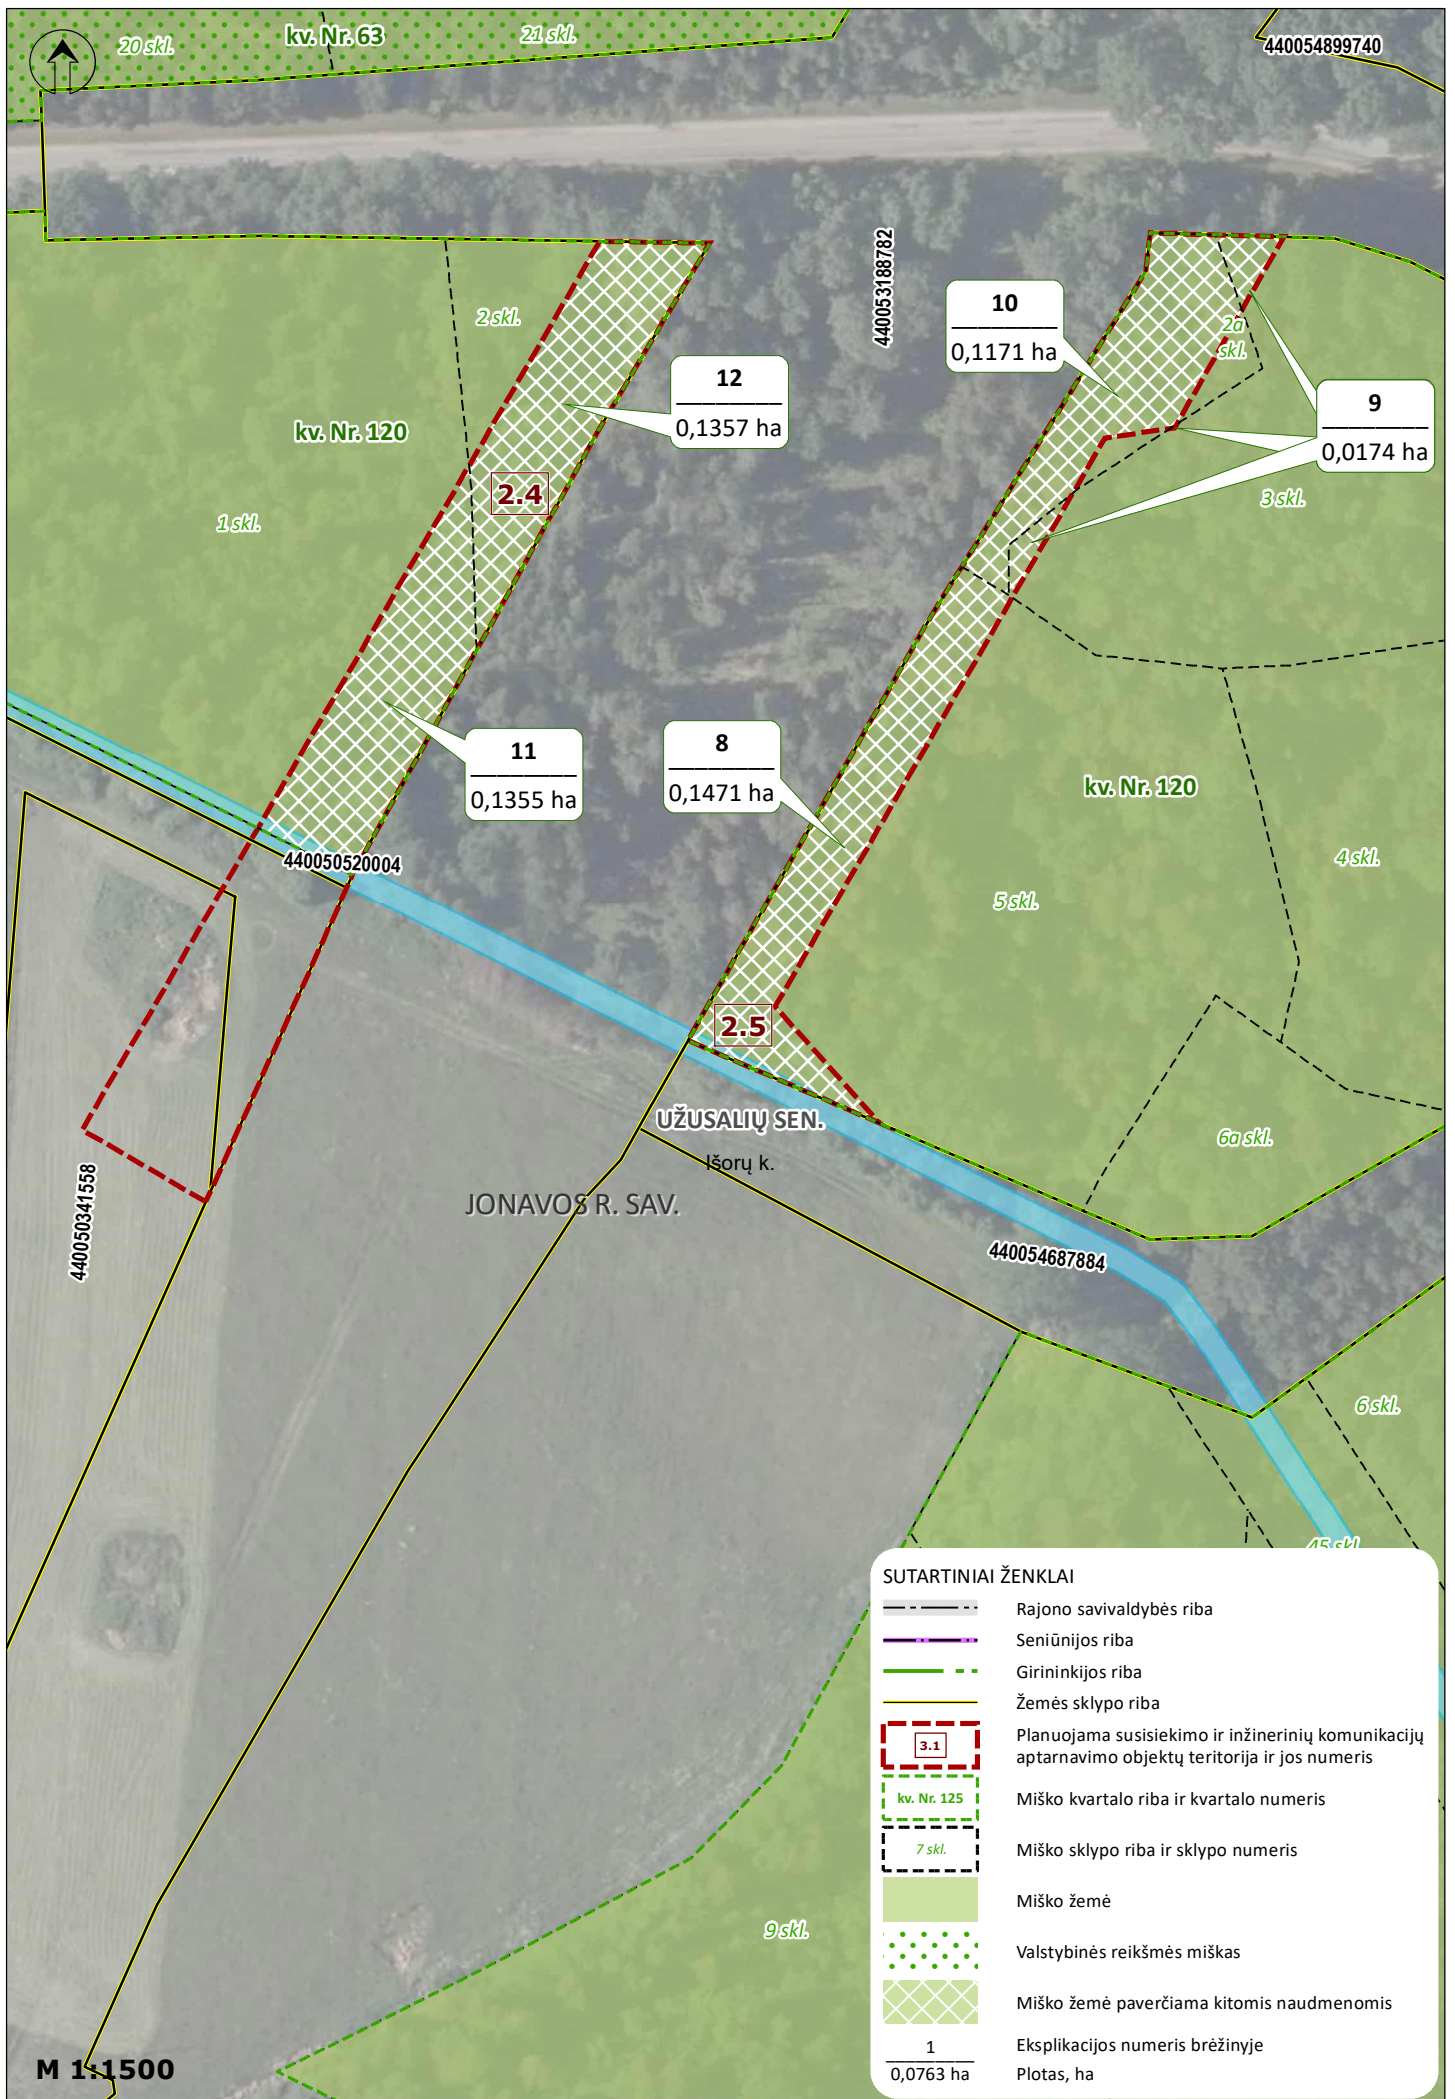 20 skl.
kv. Nr. 63
21 skl.
440054899740
440053188782
2 skl.
10
0,1171 ha
2a
skl.
12
0,1357 ha
9
0,0174 ha
kv. Nr. 120
2.4
3 skl.
1 skl.
11
0,1355 ha
8
0,1471 ha
kv. Nr. 120
440050520004
4 skl.
5 skl.
2.5
UŽUSALIŲ SEN.
Išorų k.
6a skl.
JONAVOS R. SAV.
440050341558
440054687884
6 skl.
45 skl.
9 skl.
M 1:1500
SUTARTINIAI ŽENKLAI
Rajono savivaldybės riba
Seniūnijos riba
Girininkijos riba
Žemės sklypo riba
3.1
Planuojama susisiekimo ir inžinerinių komunikacijų
aptarnavimo objektų teritorija ir jos numeris
kv. Nr. 125
Miško kvartalo riba ir kvartalo numeris
7 skl.
Miško sklypo riba ir sklypo numeris
Miško žemė
Valstybinės reikšmės miškas
Miško žemė paverčiama kitomis naudmenomis
1
Eksplikacijos numeris brėžinyje
0,0763 ha
Plotas, ha